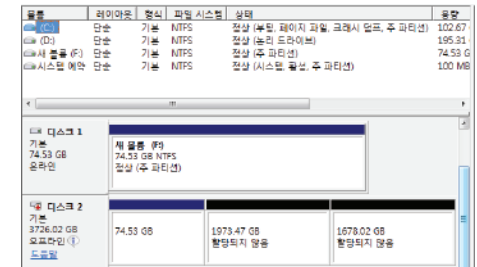 볼륨 레이아웃 형식 파일 시스템 상태 용량
(C:) 단순 기본 NTFS 정상 (부팅, 페이지 파일, 크래시 덤프, 주 파티션) 102.67
(D:) 단순 기본 NTFS 정상 (논리 드라이브) 195.31
새 볼륨 (F:) 단순 기본 NTFS 정상 (주 파티션) 74.53 G
시스템 예약 단순 기본 NTFS 정상 (시스템, 활성, 주 파티션) 100 MB
디스크 1
기본
74.53 GB
온라인
새 볼륨 (F:)
74.53 GB NTFS
정상 (주 파티션)
디스크 2
기본
3726.02 GB
오프라인
도움말
74.53 GB
1973.47 GB
할당되지 않음
1678.02 GB
할당되지 않음